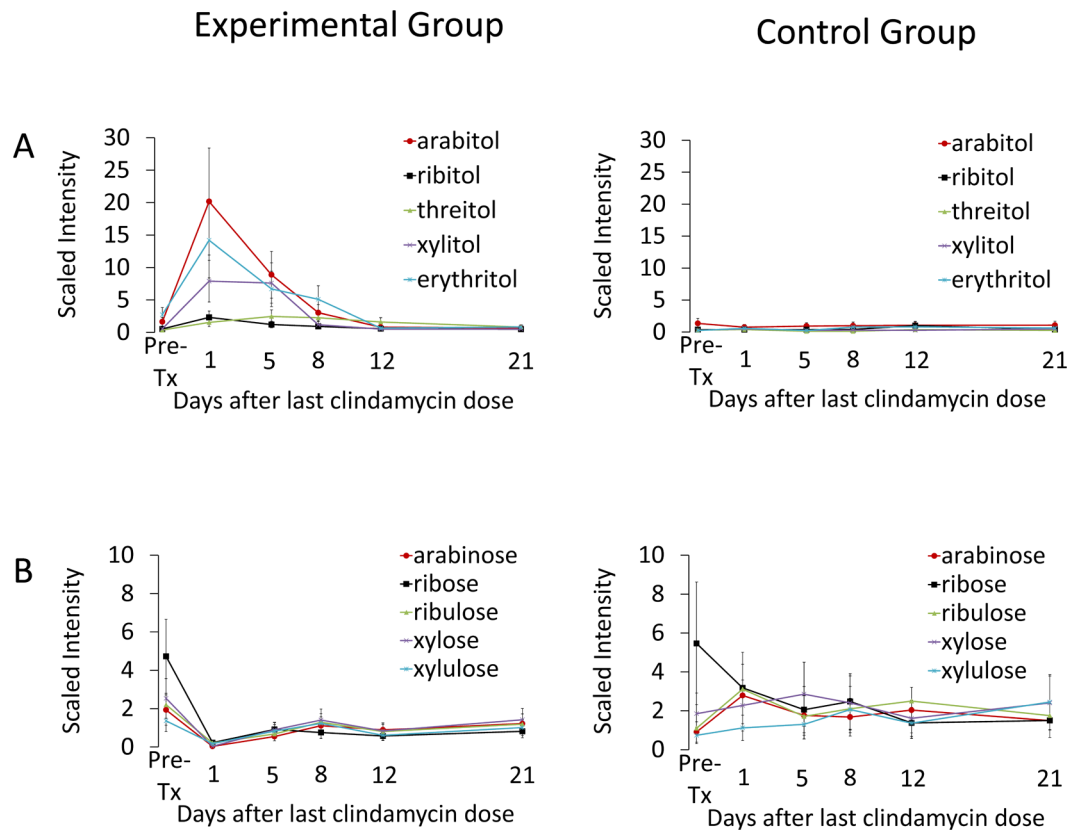 Experimental Group
Control Group
A
Scaled Intensity
30
25
20
15
10
5
0
arabitol
ribitol
threitol
xylitol
erythritol
Pre-
Tx
1
5
8
12
21
Days after last clindamycin dose
Scaled Intensity
30
25
20
15
10
5
0
arabitol
ribitol
threitol
xylitol
erythritol
Pre-
Tx
1
5
8
12
21
Days after last clindamycin dose
B
Scaled Intensity
10
8
6
4
2
0
arabinose
ribose
ribulose
xylose
xylulose
Pre-
Tx
1
5
8
12
21
Days after last clindamycin dose
Scaled Intensity
10
8
6
4
2
0
arabinose
ribose
ribulose
xylose
xylulose
Pre-
Tx
1
5
8
12
21
Days after last clindamycin dose